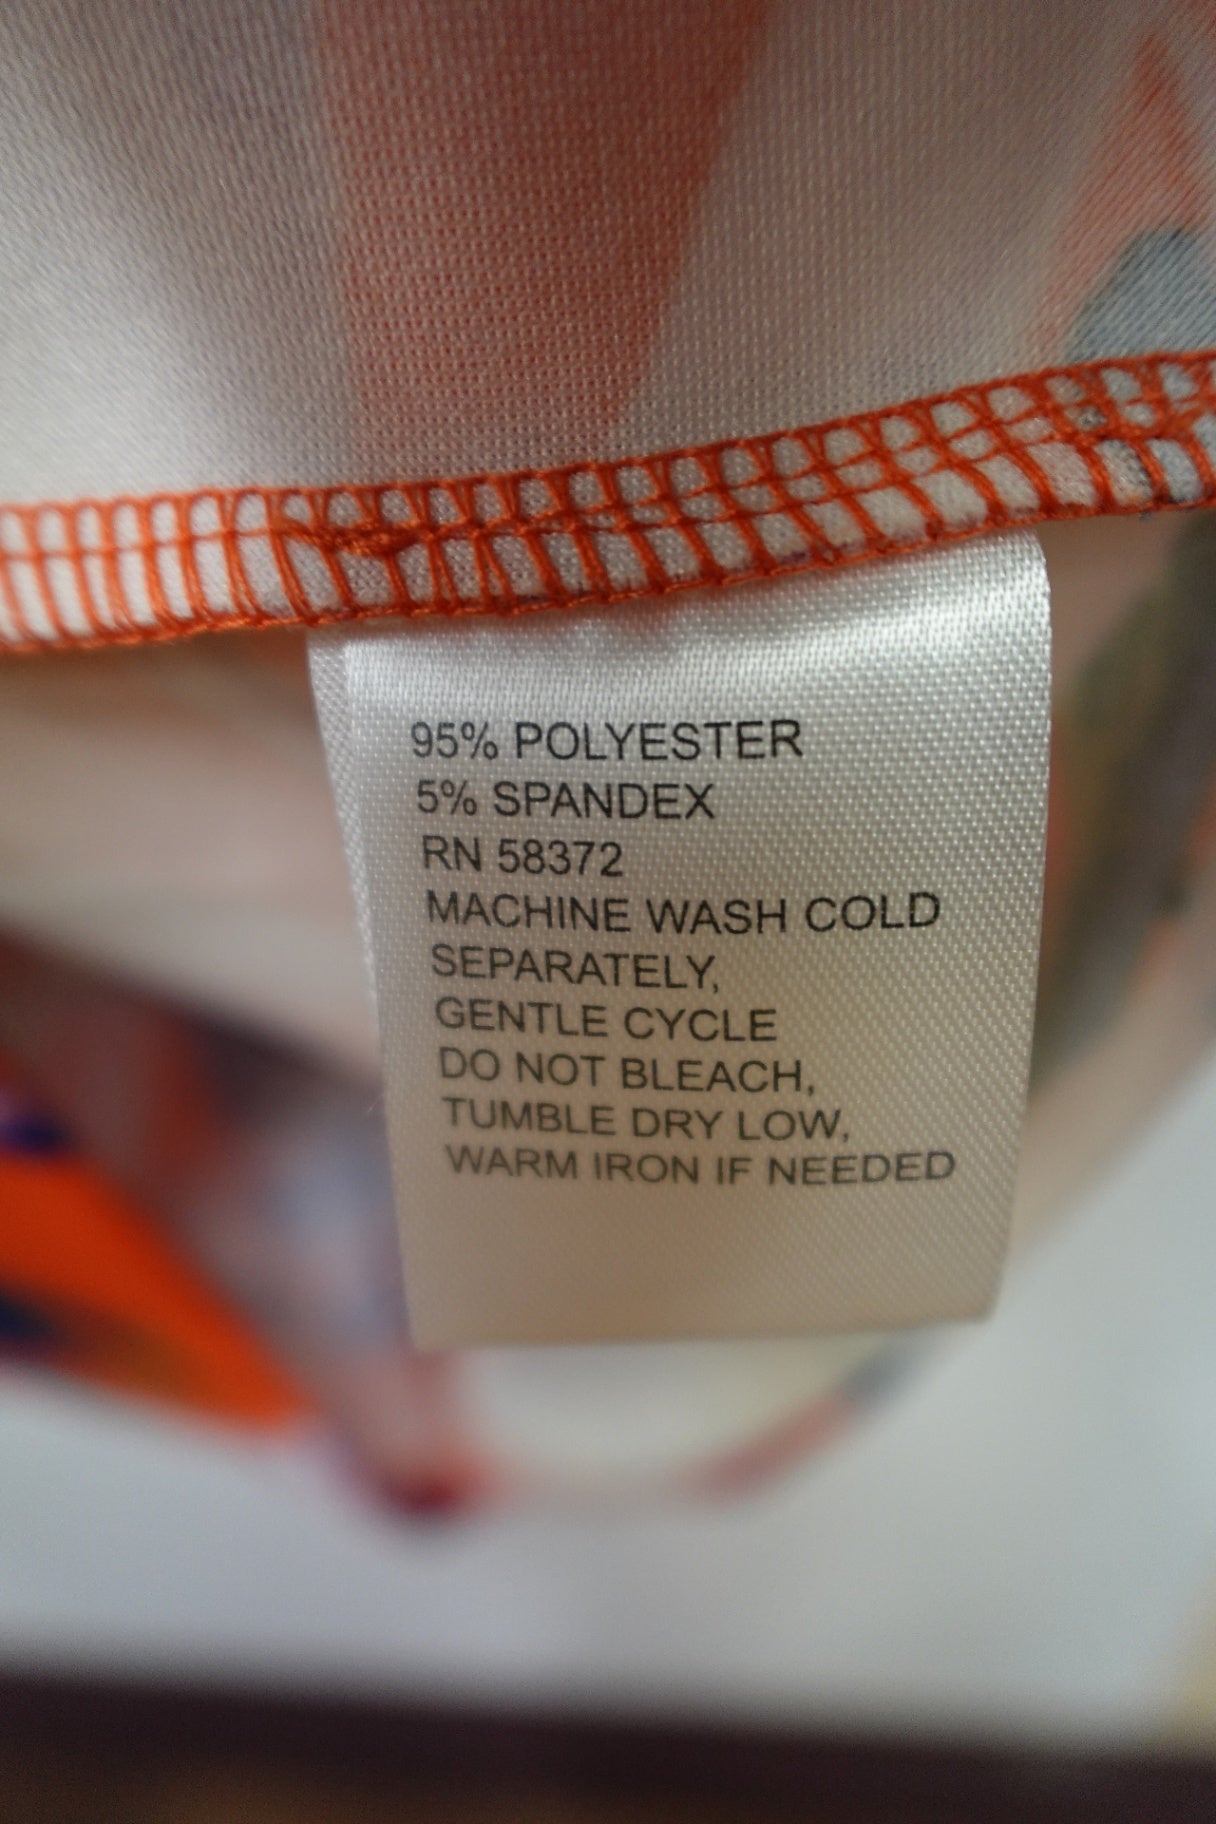 95% POLYESTER
5% SPANDEX
RN 58372
MACHINE WASH COLD
SEPARATELY,
GENTLE CYCLE
DO NOT BLEACH,
TUMBLE DRY LOW,
WARM IRON IF NEEDED